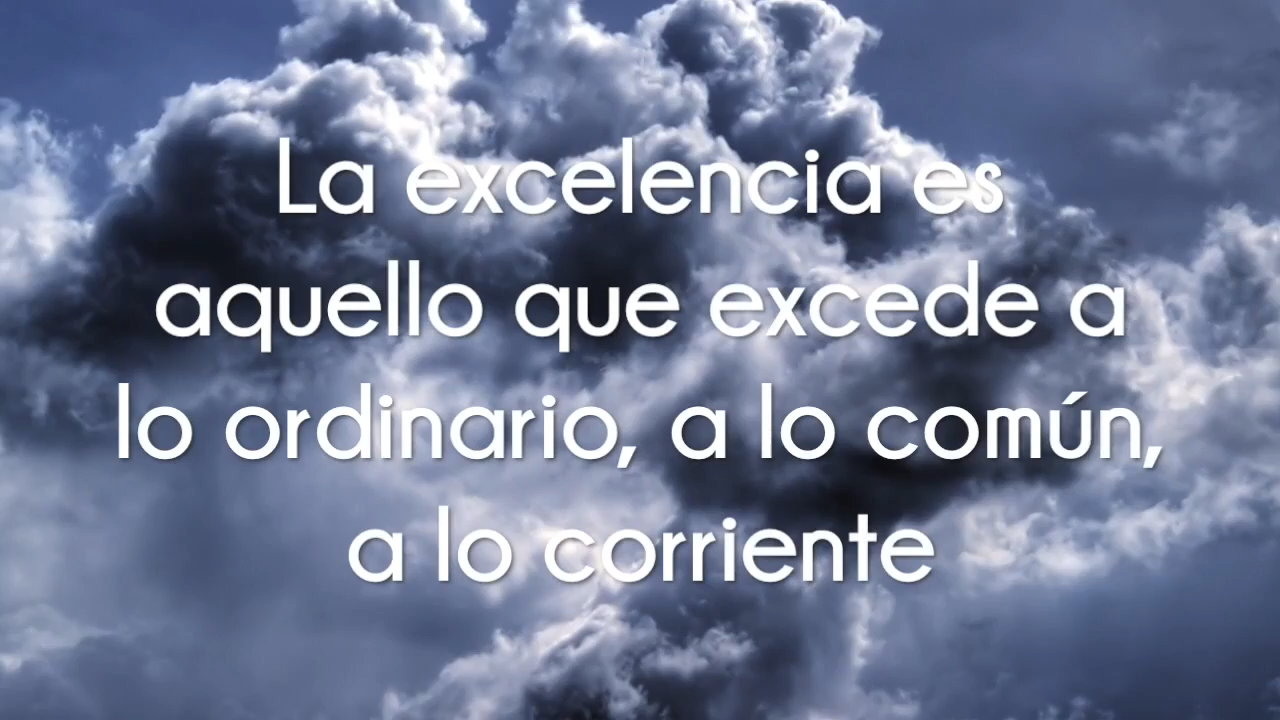 La excelencia es
aquello que excede a
lo ordinario, a lo común,
a lo corriente